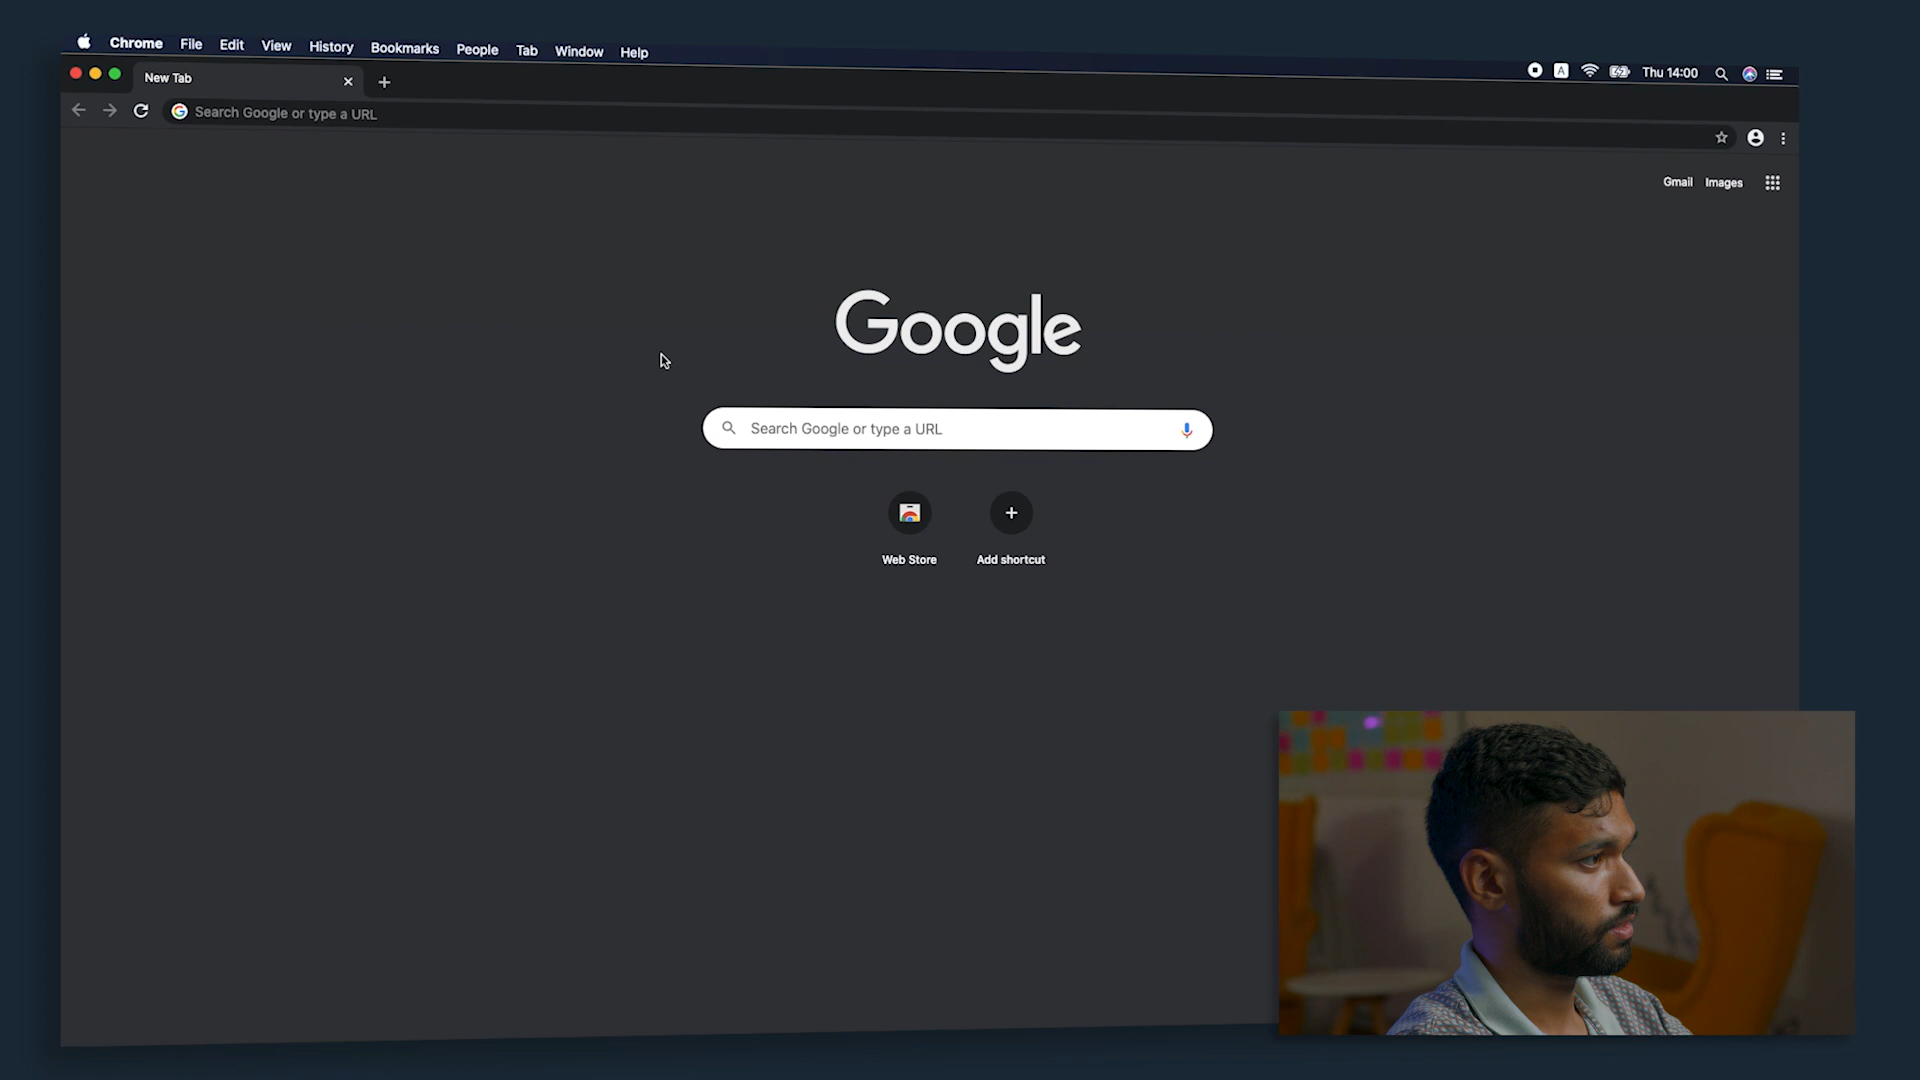 Chrome File Edit View History Bookmarks People Tab Window Help
A Thu 14:00
New Tab
Search Google or type a URL
Gmail Images
Google
Search Google or type a URL
Web Store Add shortcut